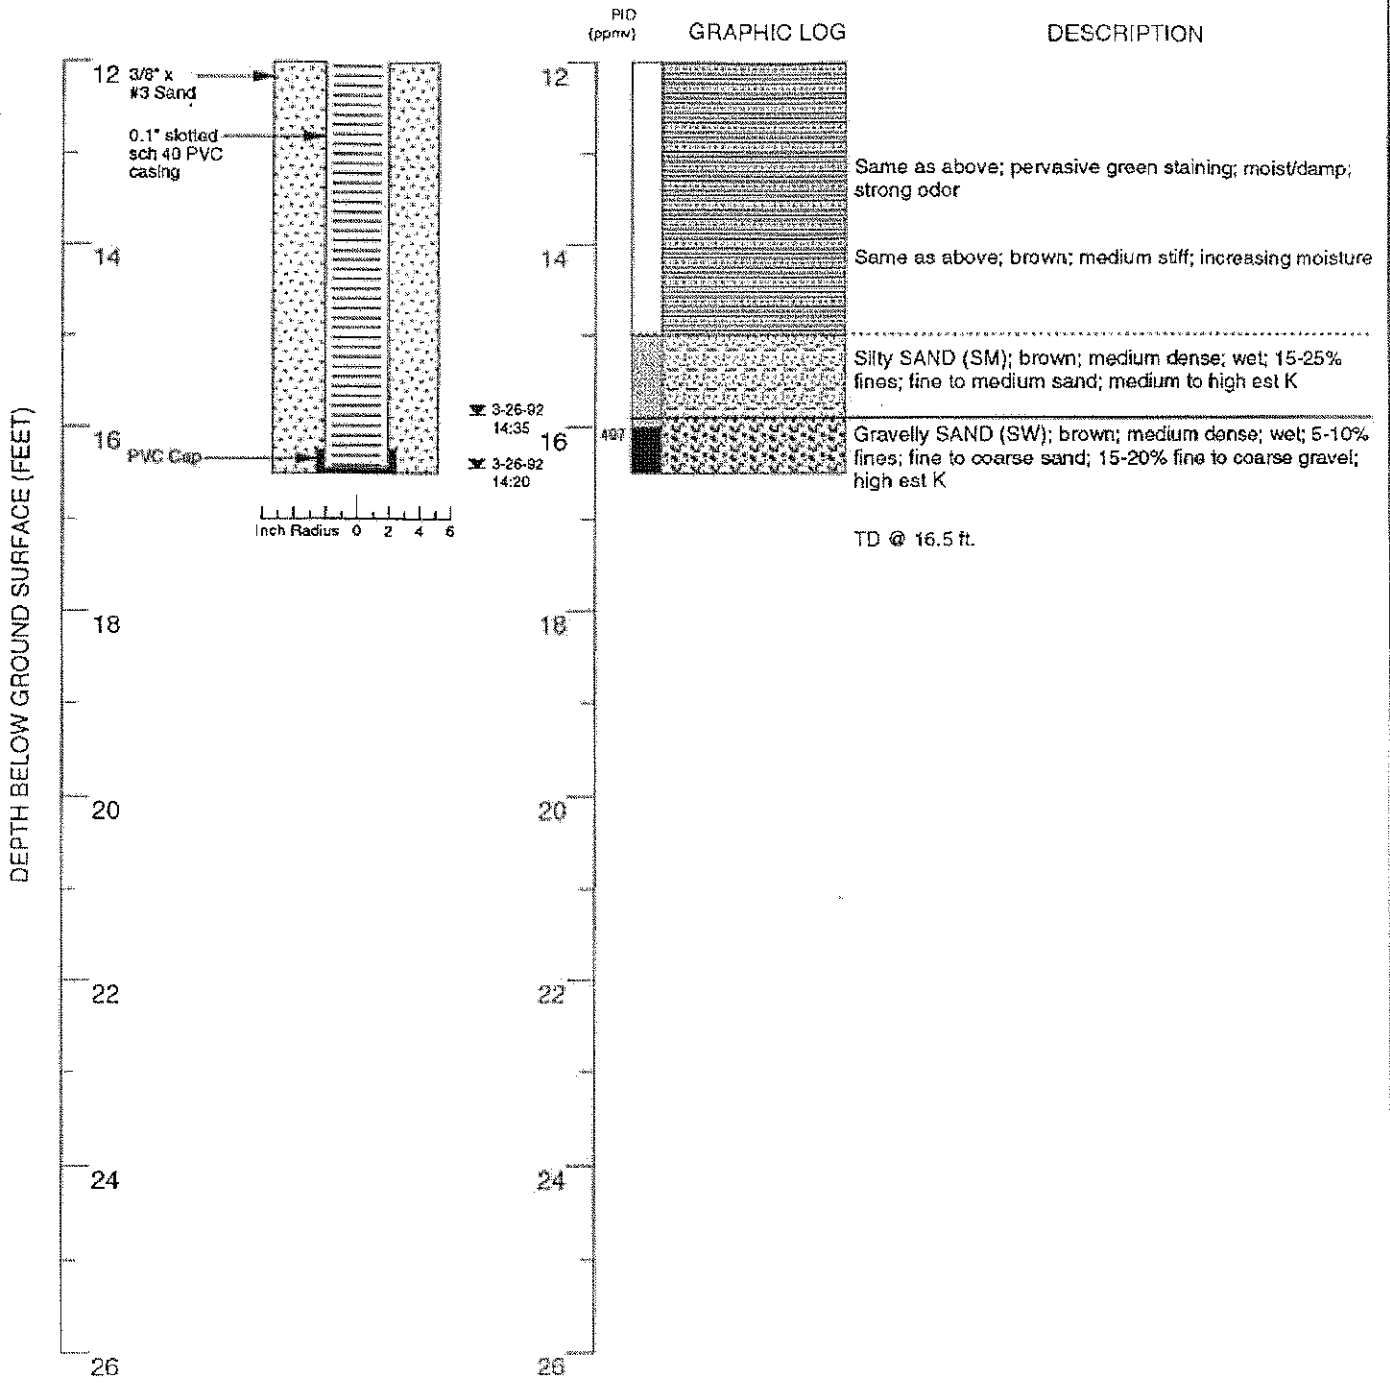 PID
(ppmv)
GRAPHIC LOG
DESCRIPTION
DEPTH BELOW GROUND SURFACE (FEET)
12
14
16
18
20
22
24
26
3/8" x
#3 Sand
0.1" slotted
sch 40 PVC
casing
PVC Cap
3-26-92
14:35
3-26-92
14:20
Inch Radius 0 2 4 6
12
14
16
18
20
22
24
26
Same as above; pervasive green staining; moist/damp;
strong odor
Same as above; brown; medium stiff; increasing moisture
Silty SAND (SM); brown; medium dense; wet; 15-25%
fines; fine to medium sand; medium to high est K
Gravelly SAND (SW); brown; medium dense; wet; 5-10%
fines; fine to coarse sand; 15-20% fine to coarse gravel;
high est K
TD @ 16.5 ft.